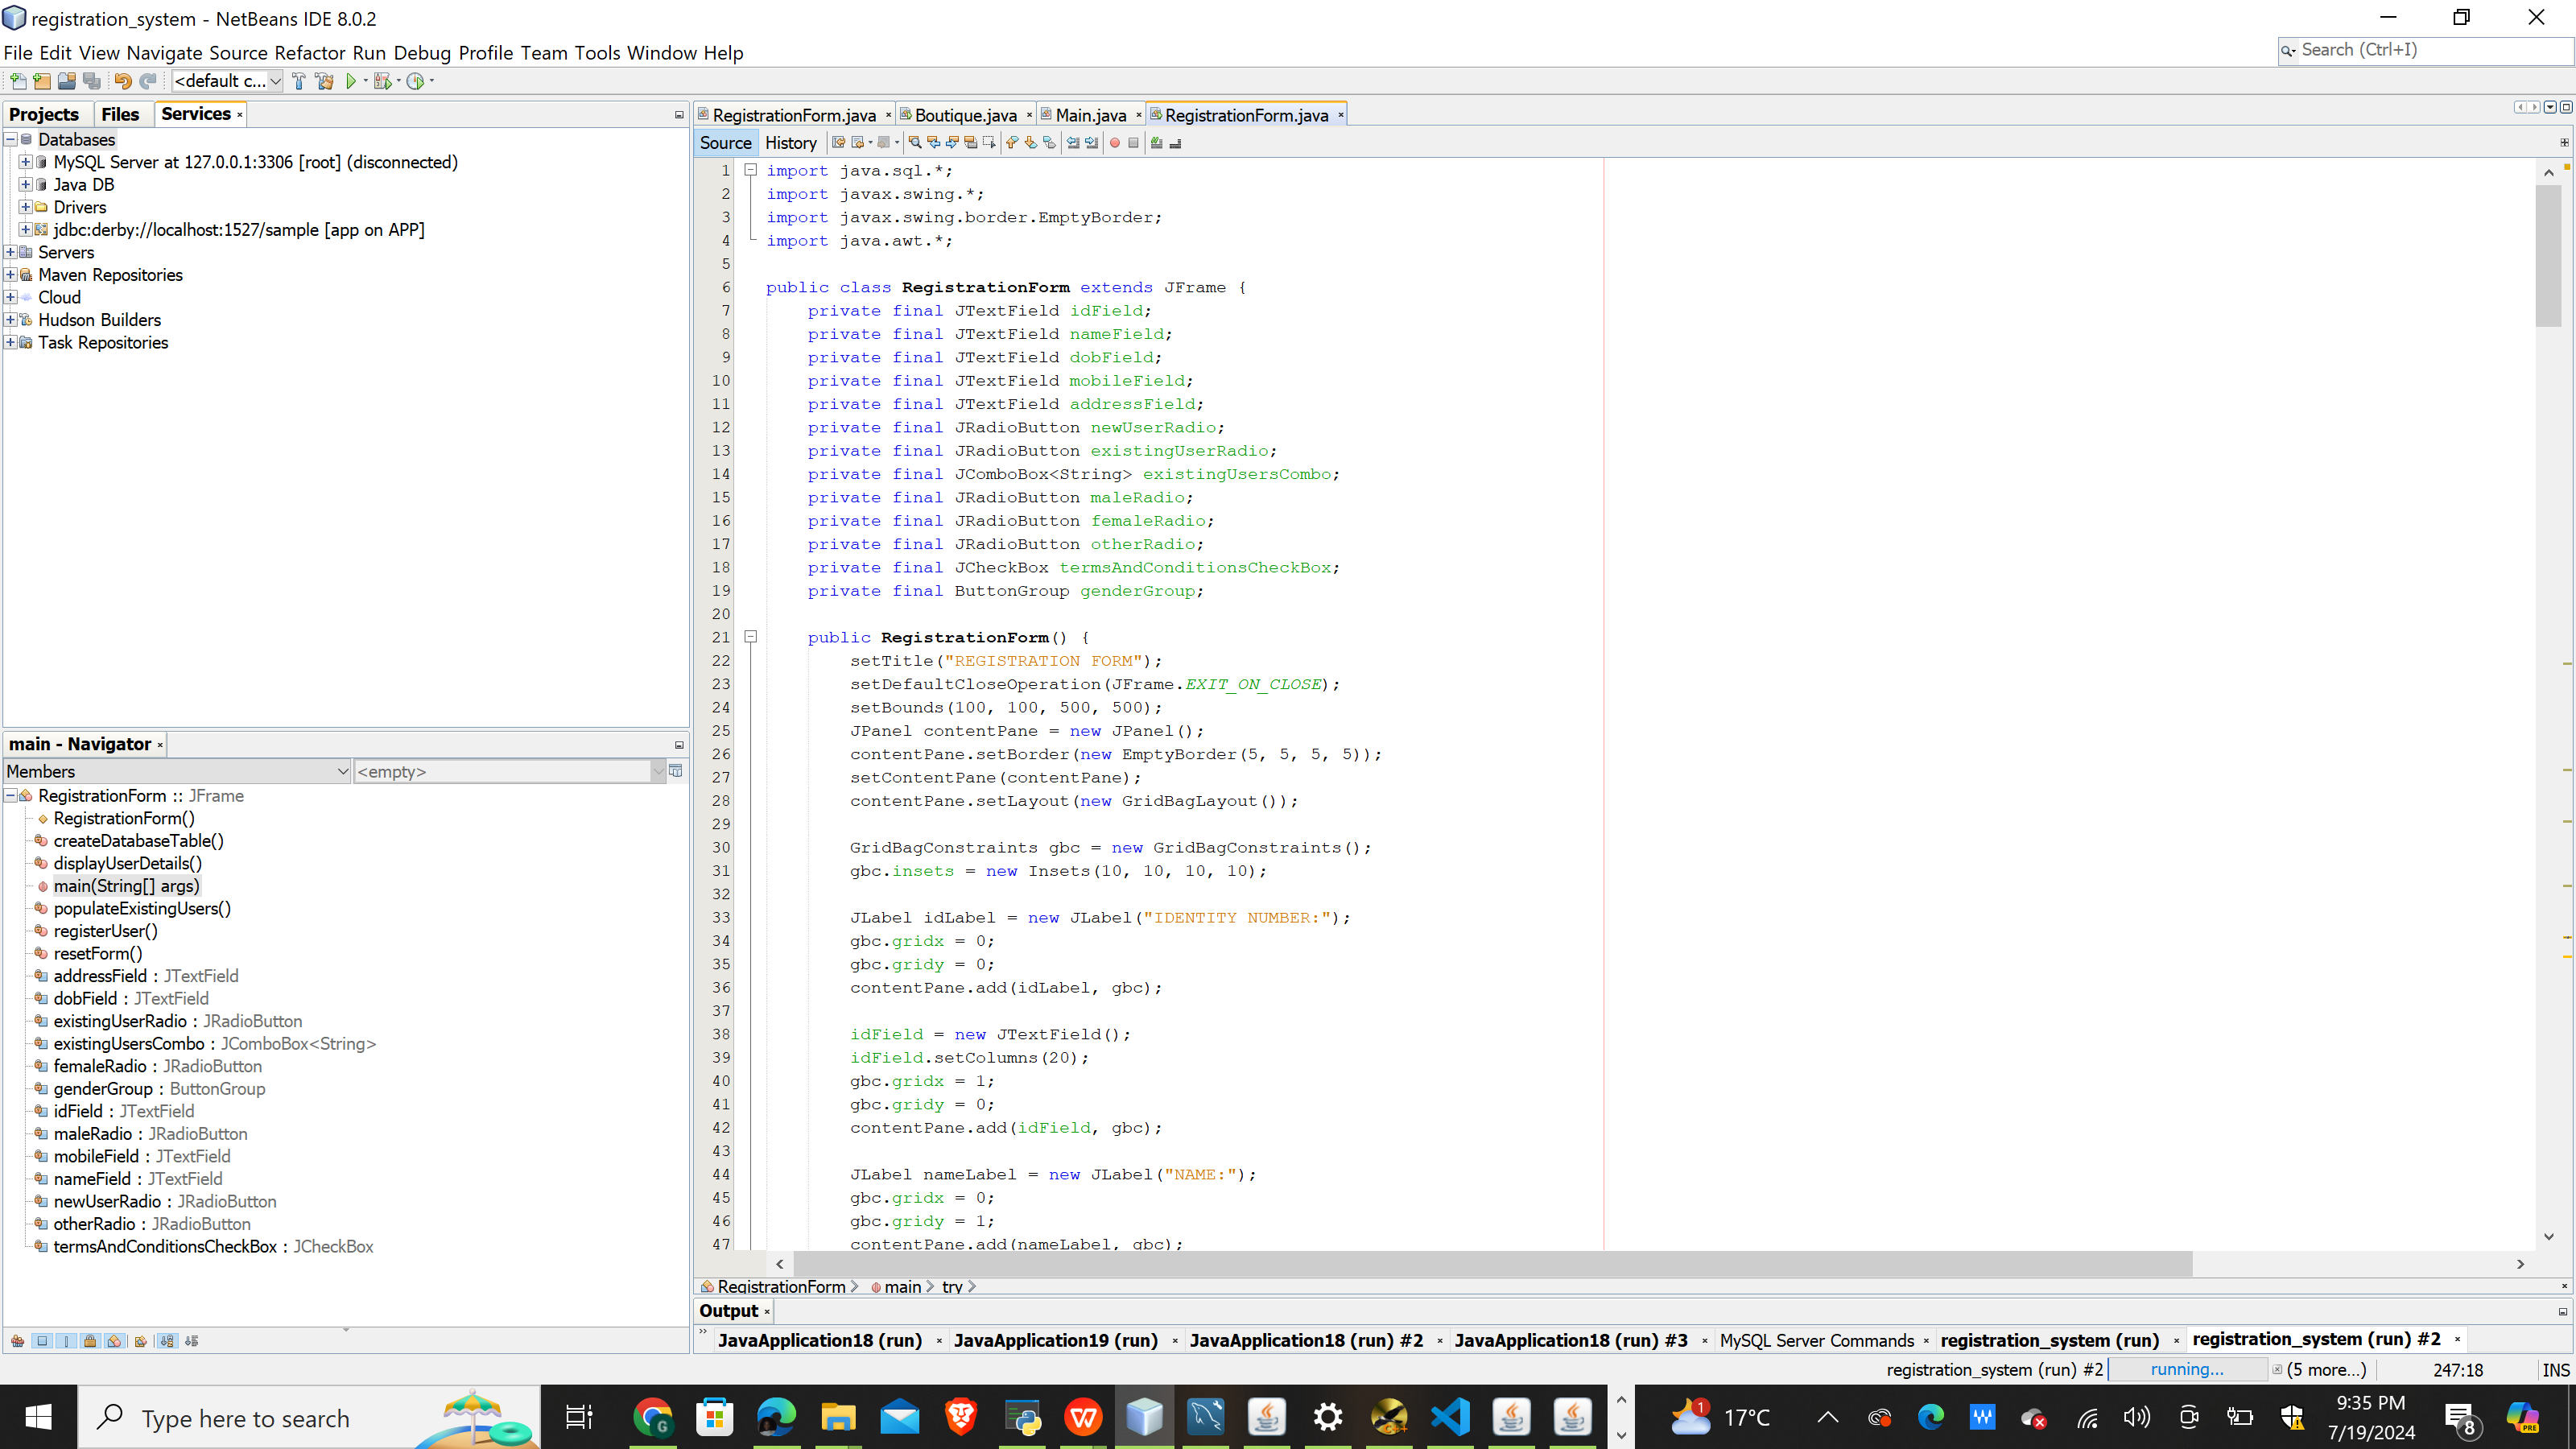 registration_system - NetBeans IDE 8.0.2
File Edit View Navigate Source Refactor Run Debug Profile Team Tools Window Help
Search (Ctrl+I)
<default c...
Projects Files Services
Databases
MySQL Server at 127.0.0.1:3306 [root] (disconnected)
Java DB
Drivers
jdbc:derby://localhost:1527/sample [app on APP]
Servers
Maven Repositories
Cloud
Hudson Builders
Task Repositories
main - Navigator
Members
<empty>
RegistrationForm :: JFrame
RegistrationForm()
createDatabaseTable()
displayUserDetails()
main(String[] args)
populateExistingUsers()
registerUser()
resetForm()
addressField : JTextField
dobField : JTextField
existingUserRadio : JRadioButton
existingUsersCombo : JComboBox<String>
femaleRadio : JRadioButton
genderGroup : ButtonGroup
idField : JTextField
maleRadio : JRadioButton
mobileField : JTextField
nameField : JTextField
newUserRadio : JRadioButton
otherRadio : JRadioButton
termsAndConditionsCheckBox : JCheckBox
RegistrationForm.java Boutique.java Main.java RegistrationForm.java
Source History
1 import java.sql.*;
2 import javax.swing.*;
3 import javax.swing.border.EmptyBorder;
4 import java.awt.*;
5
6 public class RegistrationForm extends JFrame {
7 private final JTextField idField;
8 private final JTextField nameField;
9 private final JTextField dobField;
10 private final JTextField mobileField;
11 private final JTextField addressField;
12 private final JRadioButton newUserRadio;
13 private final JRadioButton existingUserRadio;
14 private final JComboBox<String> existingUsersCombo;
15 private final JRadioButton maleRadio;
16 private final JRadioButton femaleRadio;
17 private final JRadioButton otherRadio;
18 private final JCheckBox termsAndConditionsCheckBox;
19 private final ButtonGroup genderGroup;
20
21 public RegistrationForm() {
22 setTitle("REGISTRATION FORM");
23 setDefaultCloseOperation(JFrame.EXIT_ON_CLOSE);
24 setBounds(100, 100, 500, 500);
25 JPanel contentPane = new JPanel();
26 contentPane.setBorder(new EmptyBorder(5, 5, 5, 5));
27 setContentPane(contentPane);
28 contentPane.setLayout(new GridBagLayout());
29
30 GridBagConstraints gbc = new GridBagConstraints();
31 gbc.insets = new Insets(10, 10, 10, 10);
32
33 JLabel idLabel = new JLabel("IDENTITY NUMBER:");
34 gbc.gridx = 0;
35 gbc.gridy = 0;
36 contentPane.add(idLabel, gbc);
37
38 idField = new JTextField();
39 idField.setColumns(20);
40 gbc.gridx = 1;
41 gbc.gridy = 0;
42 contentPane.add(idField, gbc);
43
44 JLabel nameLabel = new JLabel("NAME:");
45 gbc.gridx = 0;
46 gbc.gridy = 1;
47 contentPane.add(nameLabel, gbc);
RegistrationForm main try
Output
JavaApplication18 (run) JavaApplication19 (run) JavaApplication18 (run) #2 JavaApplication18 (run) #3 MySQL Server Commands registration_system (run) registration_system (run) #2
registration_system (run) #2 running... (5 more...) 247:18 INS
Type here to search
1
17°C
9:35 PM
7/19/2024
8
PRE